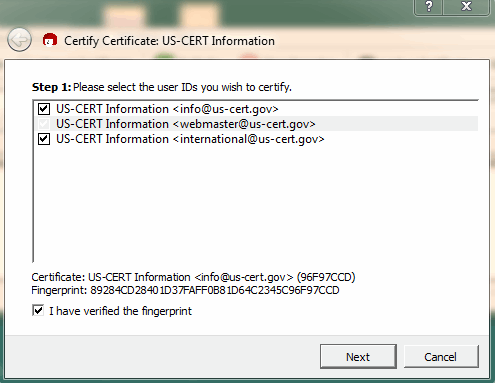 ?
Certify Certificate: US-CERT Information
Step 1: Please select the user IDs you wish to certify.
US-CERT Information <info@us-cert.gov>
US-CERT Information <webmaster@us-cert.gov>
US-CERT Information <international@us-cert.gov>
Certificate: US-CERT Information <info@us-cert.gov> (96F97CCD)
Fingerprint: 89284CD28401D37FAFF0B81D64C2345C96F97CCD
I have verified the fingerprint
Next Cancel